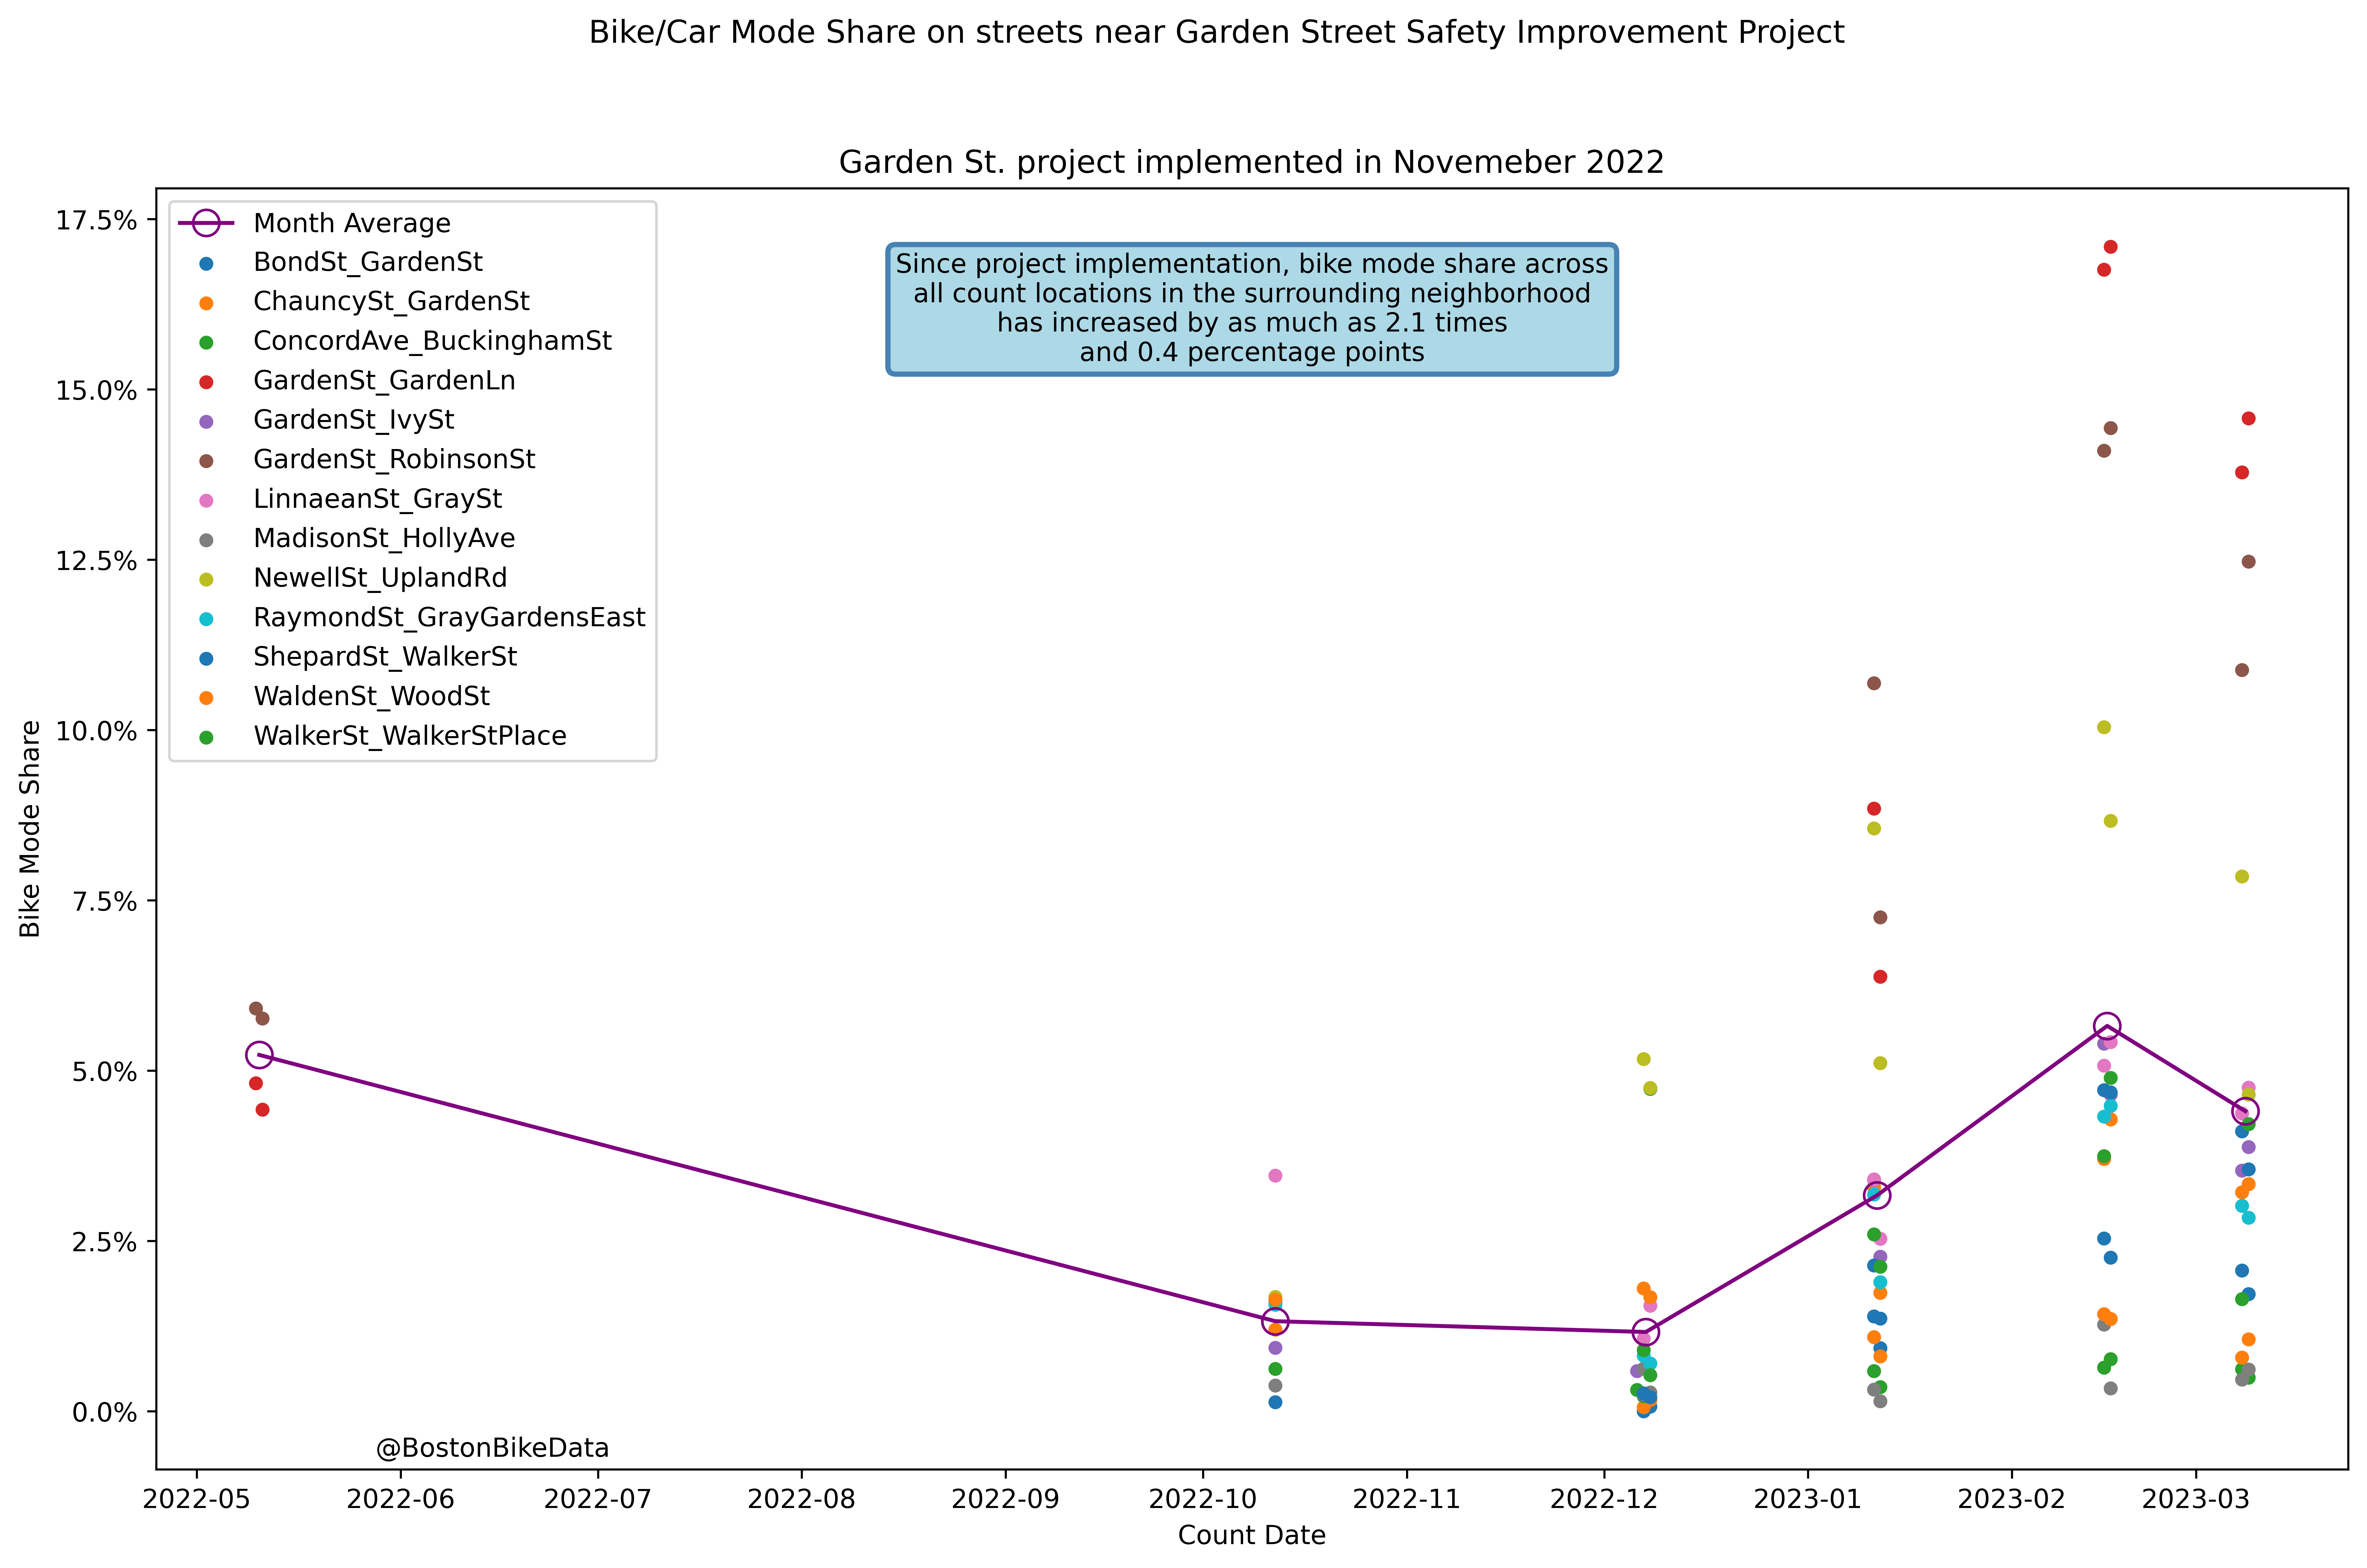 Bike/Car Mode Share on streets near Garden Street Safety Improvement Project
Garden St. project implemented in Novemeber 2022
17.5%
15.0%
12.5%
10.0%
7.5%
5.0%
2.5%
0.0%
Bike Mode Share
Month Average
BondSt_GardenSt
ChauncySt_GardenSt
ConcordAve_BuckinghamSt
GardenSt_GardenLn
GardenSt_IvySt
GardenSt_RobinsonSt
LinnaeanSt_GraySt
MadisonSt_HollyAve
NewellSt_UplandRd
RaymondSt_GrayGardensEast
ShepardSt_WalkerSt
WaldenSt_WoodSt
WalkerSt_WalkerStPlace
Since project implementation, bike mode share across
all count locations in the surrounding neighborhood
has increased by as much as 2.1 times
and 0.4 percentage points
@BostonBikeData
2022-05 2022-06 2022-07 2022-08 2022-09 2022-10 2022-11 2022-12 2023-01 2023-02 2023-03
Count Date